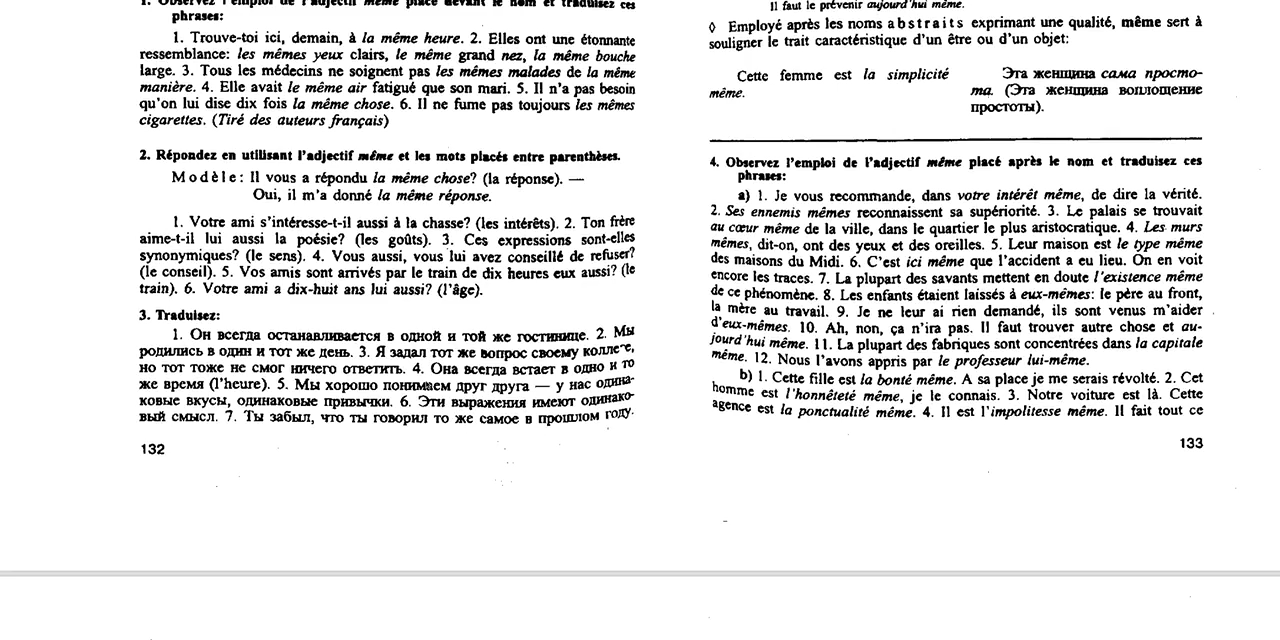 1. Observez l'emploi de l'adjectif même placé devant le nom et traduisez ces
phrases:
1. Trouve-toi ici, demain, à la même heure. 2. Elles ont une étonnante
ressemblance: les mêmes yeux clairs, le même grand nez, la même bouche
large. 3. Tous les médecins ne soignent pas les mêmes malades de la même
manière. 4. Elle avait le même air fatigué que son mari. 5. Il n'a pas besoin
qu'on lui dise dix fois la même chose. 6. Il ne fume pas toujours les mêmes
cigarettes. (Tiré des auteurs français)
2. Répondez en utilisant l'adjectif même et les mots placés entre parenthèses.
Modèle: Il vous a répondu la même chose? (la réponse). —
Oui, il m'a donné la même réponse.
1. Votre ami s'intéresse-t-il aussi à la chasse? (les intérêts). 2. Ton frère
aime-t-il lui aussi la poésie? (les goûts). 3. Ces expressions sont-elles
synonymiques? (le sens). 4. Vous aussi, vous lui avez conseillé de refuser?
(le conseil). 5. Vos amis sont arrivés par le train de dix heures eux aussi? (le
train). 6. Votre ami a dix-huit ans lui aussi? (l'âge).
3. Traduisez:
1. Он всегда останавливается в одной и той же гостинице. 2. Мы
родились в один и тот же день. 3. Я задал тот же вопрос своему коллеге,
но тот тоже не смог ничего ответить. 4. Она всегда встает в одно и то
же время (l'heure). 5. Мы хорошо понимаем друг друга — у нас одина-
ковые вкусы, одинаковые привычки. 6. Эти выражения имеют одинако-
вый смысл. 7. Ты забыл, что ты говорил то же самое в прошлом году.
132
Il faut le prévenir aujourd'hui même.
◊ Employé après les noms abstraits exprimant une qualité, même sert à
souligner le trait caractéristique d'un être ou d'un objet:
Cette femme est la simplicité
même.
Эта женщина сама просто-
та. (Эта женщина воплощение
простоты).
4. Observez l'emploi de l'adjectif même placé après le nom et traduisez ces
phrases:
a) 1. Je vous recommande, dans votre intérêt même, de dire la vérité.
2. Ses ennemis mêmes reconnaissent sa supériorité. 3. Le palais se trouvait
au cœur même de la ville, dans le quartier le plus aristocratique. 4. Les murs
mêmes, dit-on, ont des yeux et des oreilles. 5. Leur maison est le type même
des maisons du Midi. 6. C'est ici même que l'accident a eu lieu. On en voit
encore les traces. 7. La plupart des savants mettent en doute l'existence même
de ce phénomène. 8. Les enfants étaient laissés à eux-mêmes: le père au front,
la mère au travail. 9. Je ne leur ai rien demandé, ils sont venus m'aider
d'eux-mêmes. 10. Ah, non, ça n'ira pas. Il faut trouver autre chose et au-
jourd'hui même. 11. La plupart des fabriques sont concentrées dans la capitale
même. 12. Nous l'avons appris par le professeur lui-même.
b) 1. Cette fille est la bonté même. A sa place je me serais révolté. 2. Cet
homme est l'honnêteté même, je le connais. 3. Notre voiture est là. Cette
agence est la ponctualité même. 4. Il est l'impolitesse même. Il fait tout ce
133